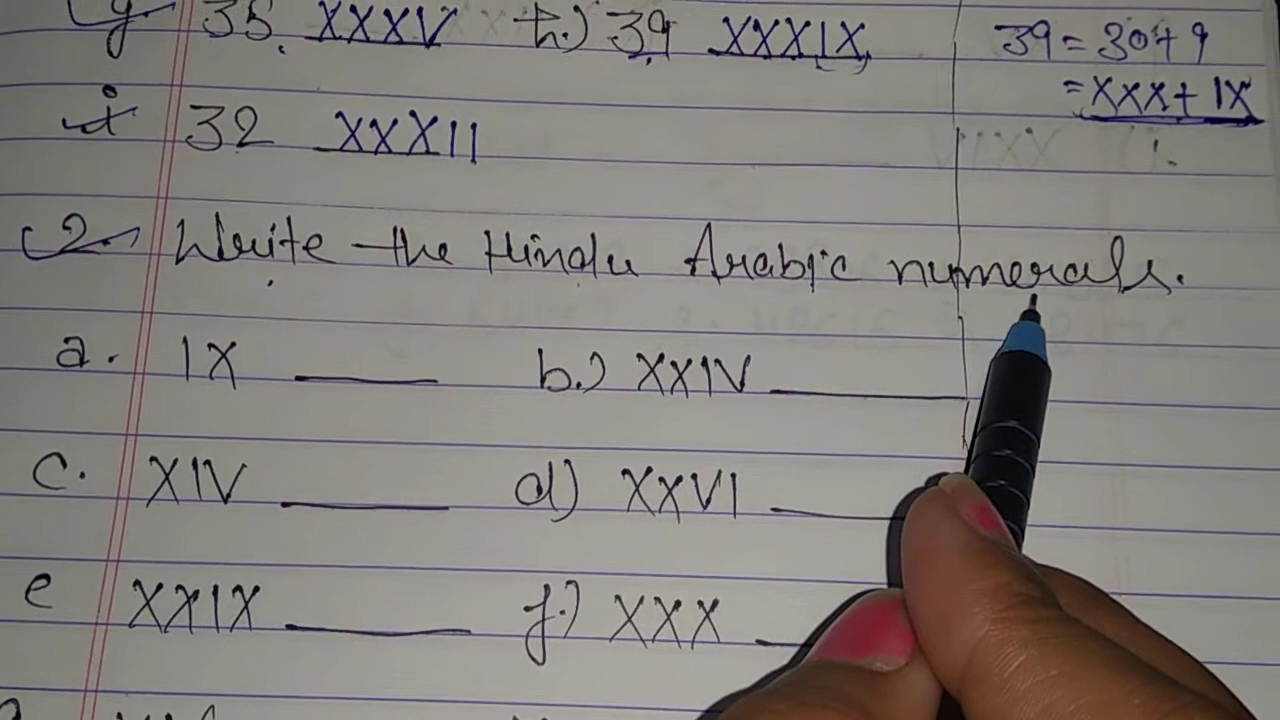 g 35. XXXV h.) 39 XXXIX 39 = 30+9
= XXX + IX
i 32 XXXII
2. Write the Hindu Arabic numerals.
a. IX ____ b.) XXIV ____
c. XIV ____ d) XXVI ____
e XXIX ____ f.) XXX __